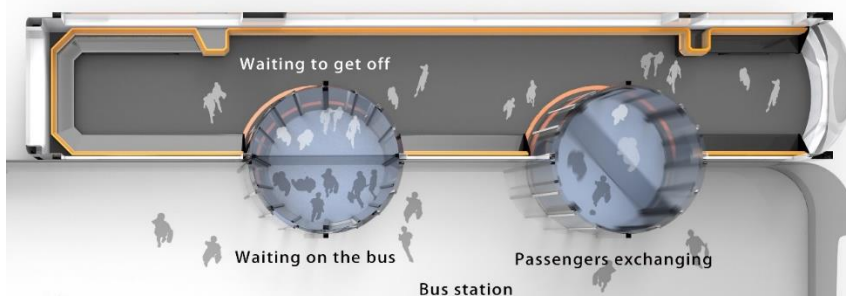 Waiting to get off
Waiting on the bus
Passengers exchanging
Bus station